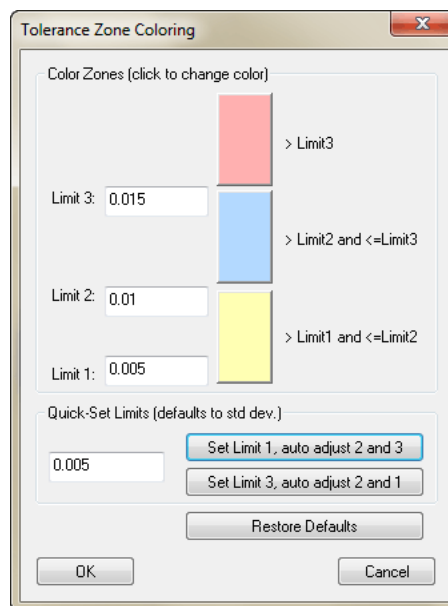 Tolerance Zone Coloring
Color Zones (click to change color)
> Limit3
Limit 3: 0.015
> Limit2 and <=Limit3
Limit 2: 0.01
> Limit1 and <=Limit2
Limit 1: 0.005
Quick-Set Limits (defaults to std dev.)
0.005
Set Limit 1, auto adjust 2 and 3
Set Limit 3, auto adjust 2 and 1
Restore Defaults
OK Cancel